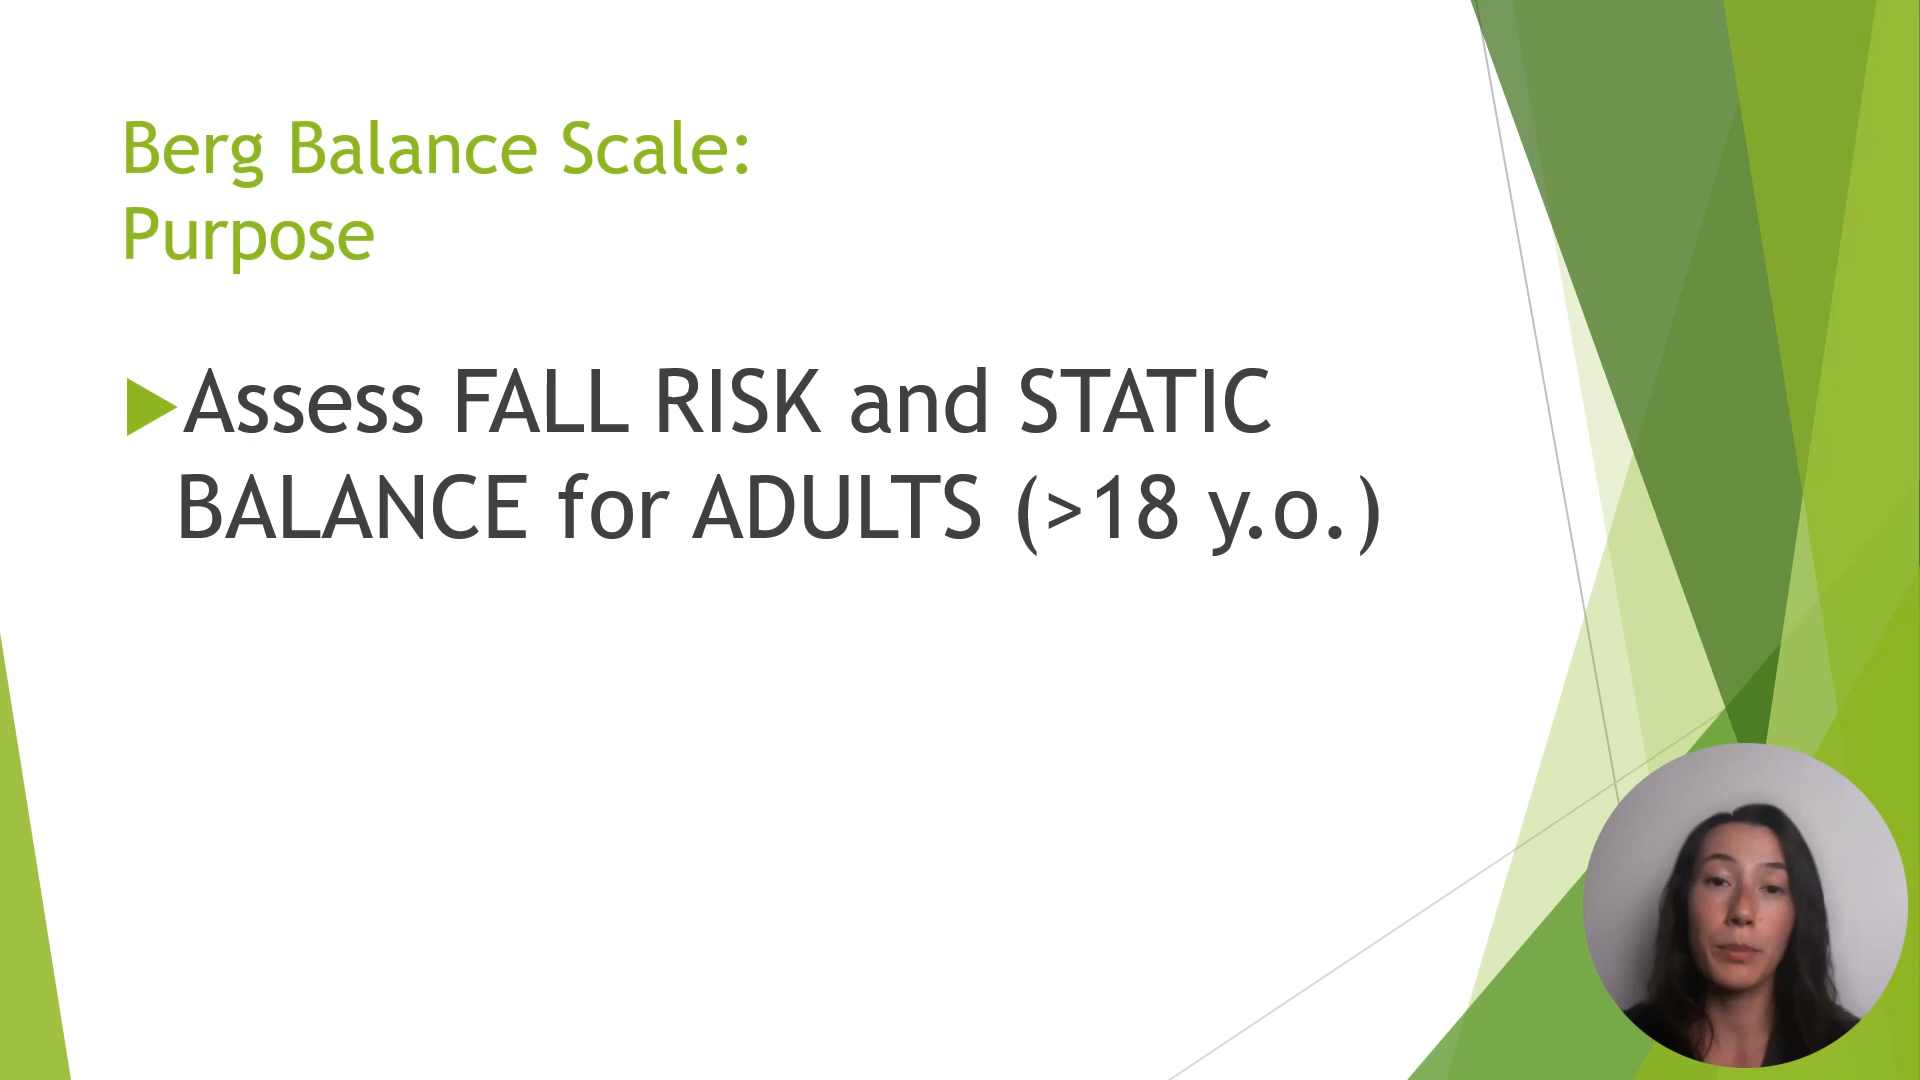 Berg Balance Scale:
Purpose
Assess FALL RISK and STATIC
BALANCE for ADULTS (>18 y.o.)